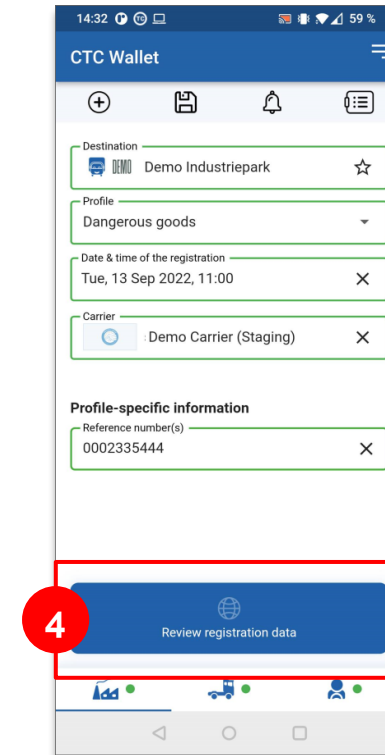 14:32 59 %
CTC Wallet
Destination
DEMO Demo Industriepark
Profile
Dangerous goods
Date & time of the registration
Tue, 13 Sep 2022, 11:00
Carrier
: Demo Carrier (Staging)
Profile-specific information
Reference number(s)
0002335444
4
Review registration data